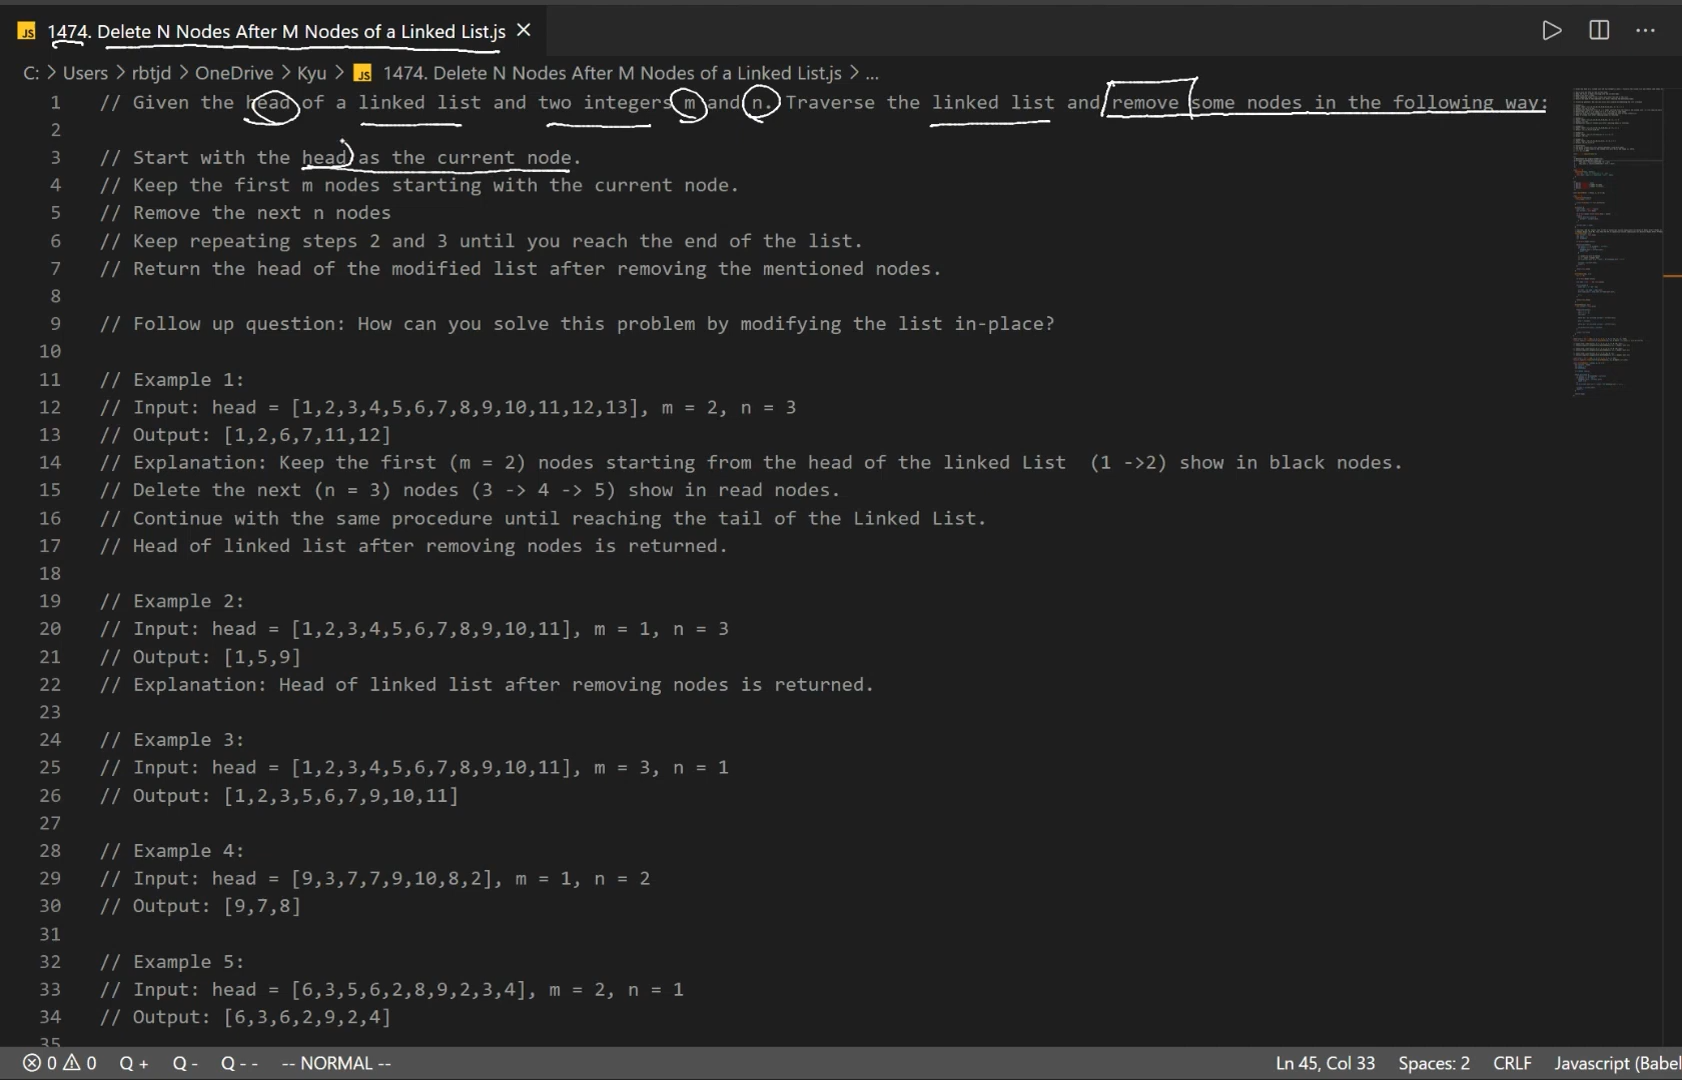 JS 1474. Delete N Nodes After M Nodes of a Linked List.js
C: > Users > rbtjd > OneDrive > Kyu > JS 1474. Delete N Nodes After M Nodes of a Linked List.js > ...
1 // Given the head of a linked list and two integers m and n. Traverse the linked list and remove some nodes in the following way:
2
3 // Start with the head as the current node.
4 // Keep the first m nodes starting with the current node.
5 // Remove the next n nodes
6 // Keep repeating steps 2 and 3 until you reach the end of the list.
7 // Return the head of the modified list after removing the mentioned nodes.
8
9 // Follow up question: How can you solve this problem by modifying the list in-place?
10
11 // Example 1:
12 // Input: head = [1,2,3,4,5,6,7,8,9,10,11,12,13], m = 2, n = 3
13 // Output: [1,2,6,7,11,12]
14 // Explanation: Keep the first (m = 2) nodes starting from the head of the linked List  (1 ->2) show in black nodes.
15 // Delete the next (n = 3) nodes (3 -> 4 -> 5) show in read nodes.
16 // Continue with the same procedure until reaching the tail of the Linked List.
17 // Head of linked list after removing nodes is returned.
18
19 // Example 2:
20 // Input: head = [1,2,3,4,5,6,7,8,9,10,11], m = 1, n = 3
21 // Output: [1,5,9]
22 // Explanation: Head of linked list after removing nodes is returned.
23
24 // Example 3:
25 // Input: head = [1,2,3,4,5,6,7,8,9,10,11], m = 3, n = 1
26 // Output: [1,2,3,5,6,7,9,10,11]
27
28 // Example 4:
29 // Input: head = [9,3,7,7,9,10,8,2], m = 1, n = 2
30 // Output: [9,7,8]
31
32 // Example 5:
33 // Input: head = [6,3,5,6,2,8,9,2,3,4], m = 2, n = 1
34 // Output: [6,3,6,2,9,2,4]
35
0 0 Q + Q - Q - - -- NORMAL -- Ln 45, Col 33 Spaces: 2 CRLF Javascript (Babel